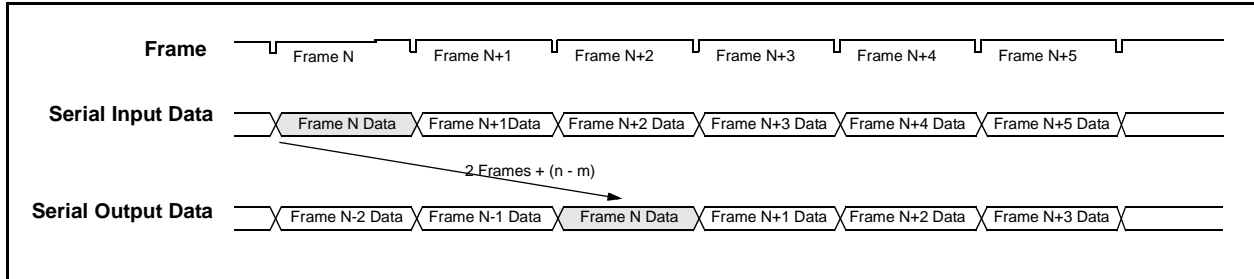 Frame
Frame N
Frame N+1
Frame N+2
Frame N+3
Frame N+4
Frame N+5
Serial Input Data
Frame N Data
Frame N+1Data
Frame N+2 Data
Frame N+3 Data
Frame N+4 Data
Frame N+5 Data
2 Frames + (n - m)
Serial Output Data
Frame N-2 Data
Frame N-1 Data
Frame N Data
Frame N+1 Data
Frame N+2 Data
Frame N+3 Data